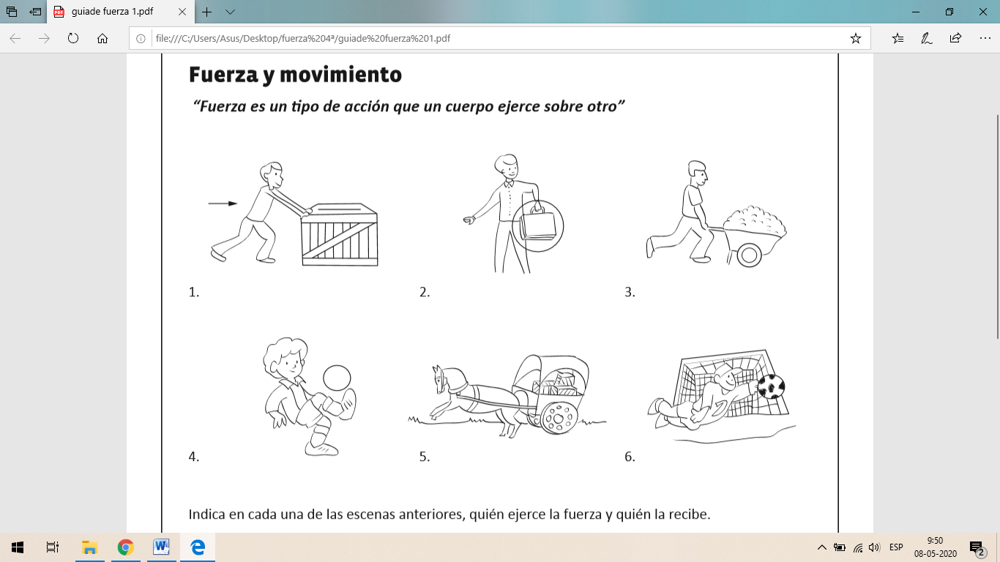 guiade fuerza 1.pdf
PDF
file:///C:/Users/Asus/Desktop/fuerza%204ª/guiade%20fuerza%201.pdf
Fuerza y movimiento
“Fuerza es un tipo de acción que un cuerpo ejerce sobre otro”
1.
2.
3.
4.
5.
6.
Indica en cada una de las escenas anteriores, quién ejerce la fuerza y quién la recibe.
ESP
9:50
08-05-2020
2